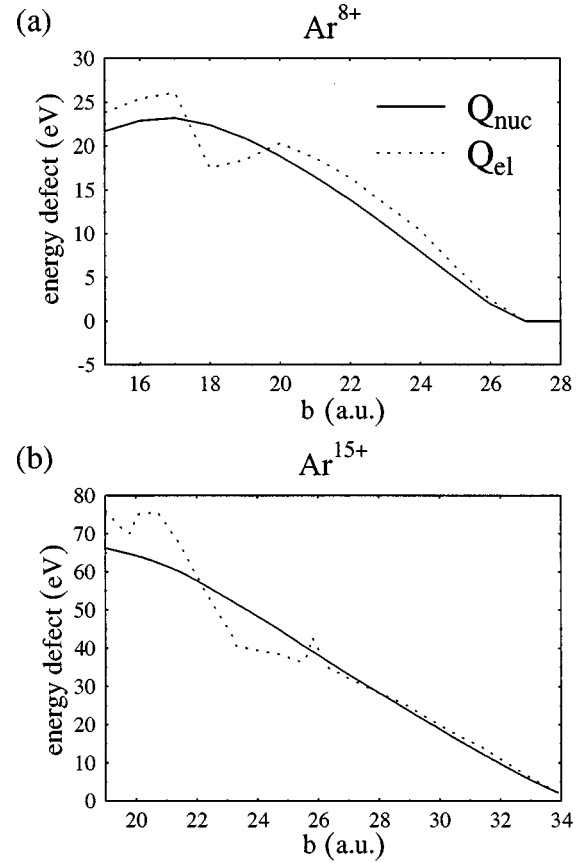 (a)
Ar8+
30
25
20
15
10
5
0
-5
energy defect (eV)
Qnuc
Qel
16 18 20 22 24 26 28
b (a.u.)
(b)
Ar15+
80
70
60
50
40
30
20
10
0
energy defect (eV)
20 22 24 26 28 30 32 34
b (a.u.)